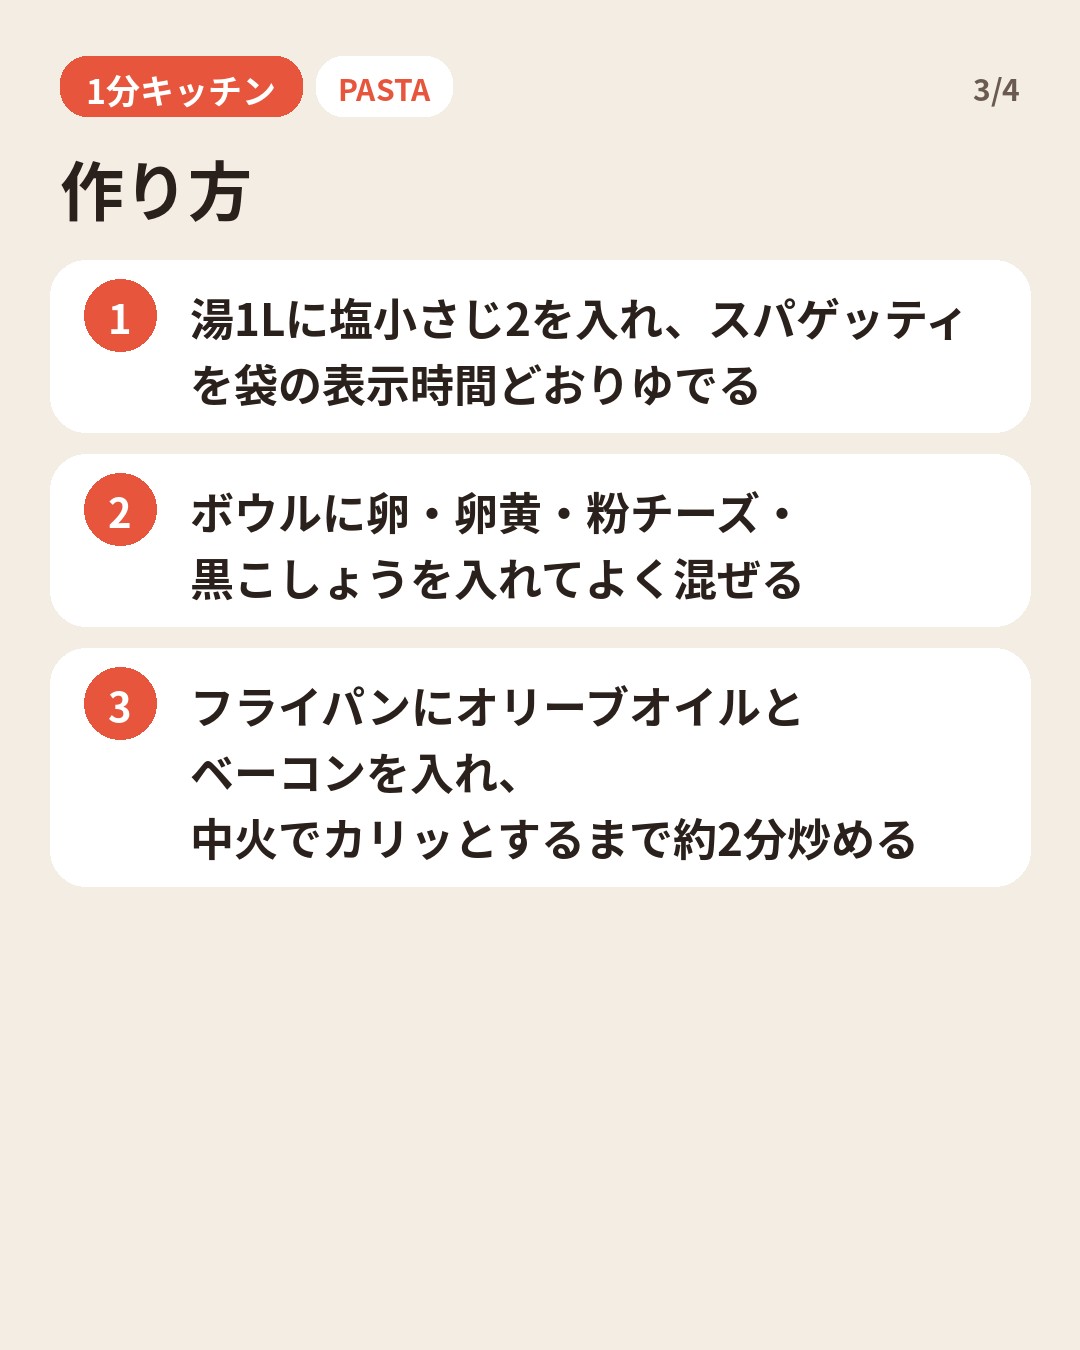 1分キッチン PASTA 3/4
作り方
1 湯1Lに塩小さじ2を入れ、スパゲッティ
を袋の表示時間どおりゆでる
2 ボウルに卵・卵黄・粉チーズ・
黒こしょうを入れてよく混ぜる
3 フライパンにオリーブオイルと
ベーコンを入れ、
中火でカリッとするまで約2分炒める